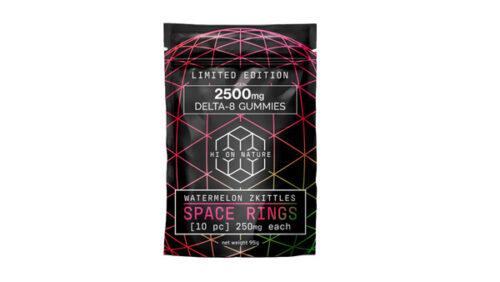 LIMITED EDITION
2500mg
DELTA-8 GUMMIES
HI ON NATURE
WATERMELON ZKITTLES
SPACE RINGS
[10 pc] 250mg each
net weight 95g